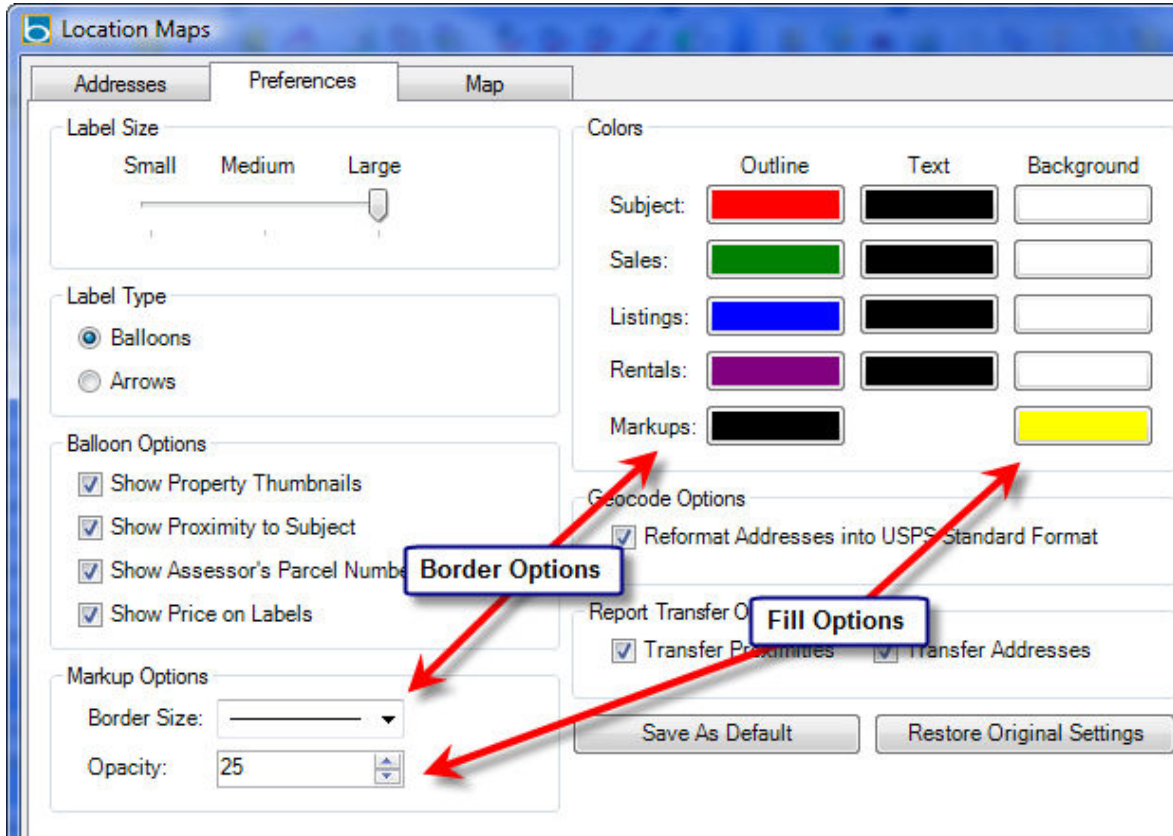 Location Maps
Addresses Preferences Map
Label Size
Small Medium Large
Label Type
Balloons
Arrows
Balloon Options
Show Property Thumbnails
Show Proximity to Subject
Show Assessor's Parcel
Show Price on Labels
Markup Options
Border Size:
Opacity: 25
Colors
Outline Text Background
Subject:
Sales:
Listings:
Rentals:
Markups:
Geocode Options
Reformat Addresses into USPS Standard Format
Report Transfer
Transfer Proximities Transfer Addresses
Save As Default Restore Original Settings
Border Options
Fill Options